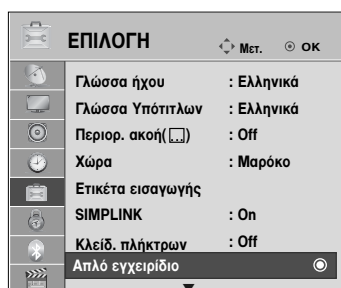 ΕΠΙΛΟΓΗ Μετ. OK
Γλώσσα ήχου : Ελληνικά
Γλώσσα Υπότιτλων : Ελληνικά
Περιορ. ακοή( ) : Off
Χώρα : Μαρόκο
Ετικέτα εισαγωγής
SIMPLINK : On
Κλείδ. πλήκτρων : Off
Απλό εγχειρίδιο